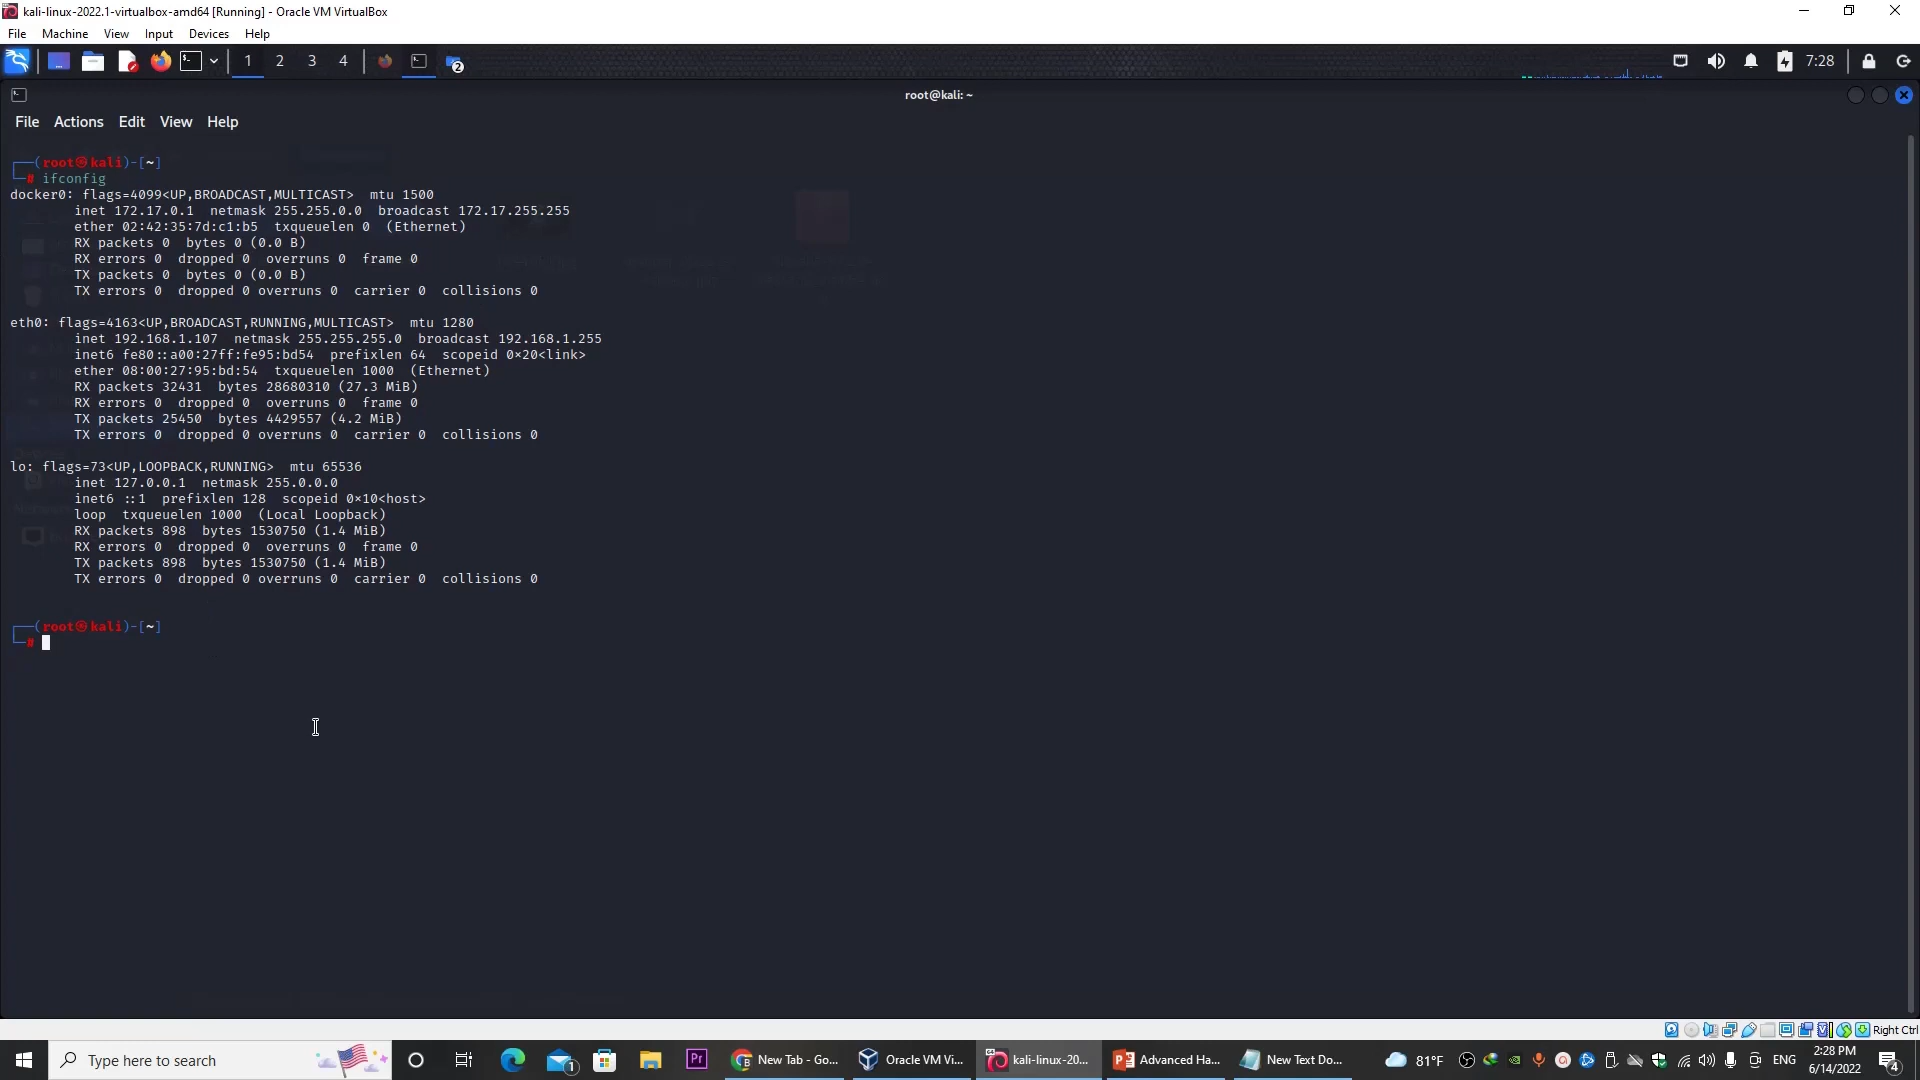 kali-linux-2022.1-virtualbox-amd64 [Running] - Oracle VM VirtualBox
File Machine View Input Devices Help
1 2 3 4 2 7:28
root@kali: ~
File Actions Edit View Help
┌──(root㉿kali)-[~]
└─# ifconfig
docker0: flags=4099<UP,BROADCAST,MULTICAST>  mtu 1500
        inet 172.17.0.1  netmask 255.255.0.0  broadcast 172.17.255.255
        ether 02:42:35:7d:c1:b5  txqueuelen 0  (Ethernet)
        RX packets 0  bytes 0 (0.0 B)
        RX errors 0  dropped 0  overruns 0  frame 0
        TX packets 0  bytes 0 (0.0 B)
        TX errors 0  dropped 0 overruns 0  carrier 0  collisions 0
eth0: flags=4163<UP,BROADCAST,RUNNING,MULTICAST>  mtu 1280
        inet 192.168.1.107  netmask 255.255.255.0  broadcast 192.168.1.255
        inet6 fe80::a00:27ff:fe95:bd54  prefixlen 64  scopeid 0×20<link>
        ether 08:00:27:95:bd:54  txqueuelen 1000  (Ethernet)
        RX packets 32431  bytes 28680310 (27.3 MiB)
        RX errors 0  dropped 0  overruns 0  frame 0
        TX packets 25450  bytes 4429557 (4.2 MiB)
        TX errors 0  dropped 0 overruns 0  carrier 0  collisions 0
lo: flags=73<UP,LOOPBACK,RUNNING>  mtu 65536
        inet 127.0.0.1  netmask 255.0.0.0
        inet6 ::1  prefixlen 128  scopeid 0×10<host>
        loop  txqueuelen 1000  (Local Loopback)
        RX packets 898  bytes 1530750 (1.4 MiB)
        RX errors 0  dropped 0  overruns 0  frame 0
        TX packets 898  bytes 1530750 (1.4 MiB)
        TX errors 0  dropped 0 overruns 0  carrier 0  collisions 0
┌──(root㉿kali)-[~]
└─#
Right Ctrl
Type here to search 1 Pr New Tab - Go... Oracle VM Vi... kali-linux-20... Advanced Ha... New Text Do... 81°F ENG 2:28 PM
6/14/2022 4